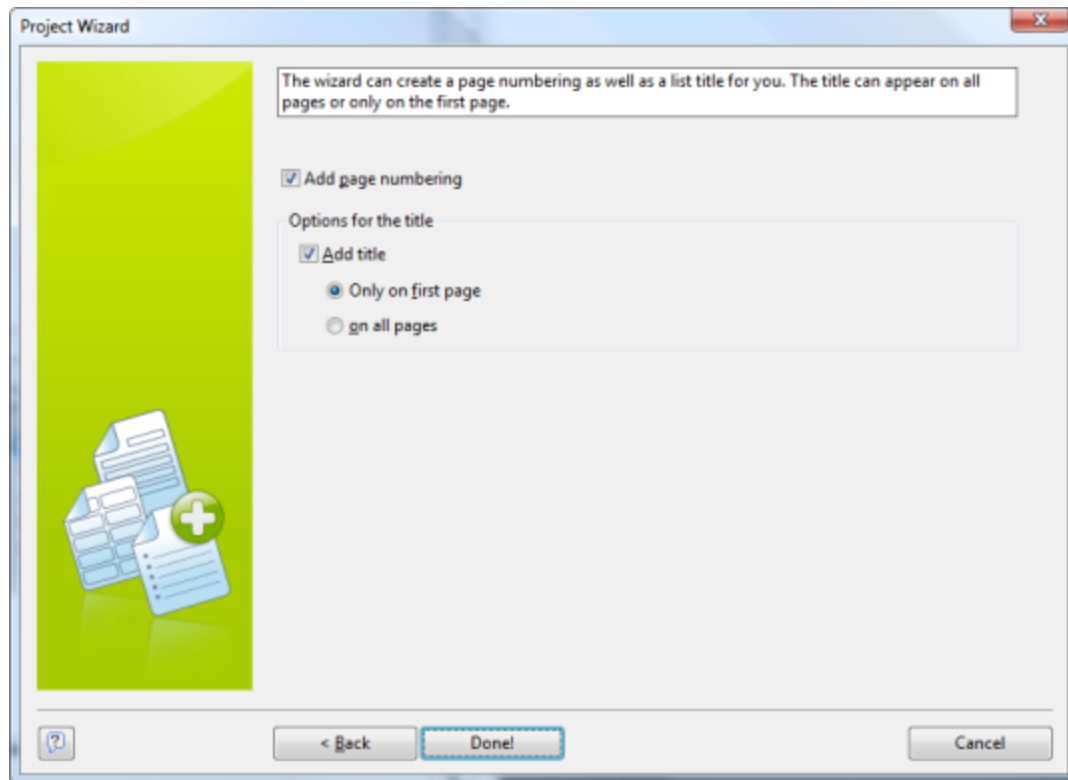 Project Wizard
The wizard can create a page numbering as well as a list title for you. The title can appear on all
pages or only on the first page.
Add page numbering
Options for the title
Add title
Only on first page
on all pages
< Back
Done!
Cancel